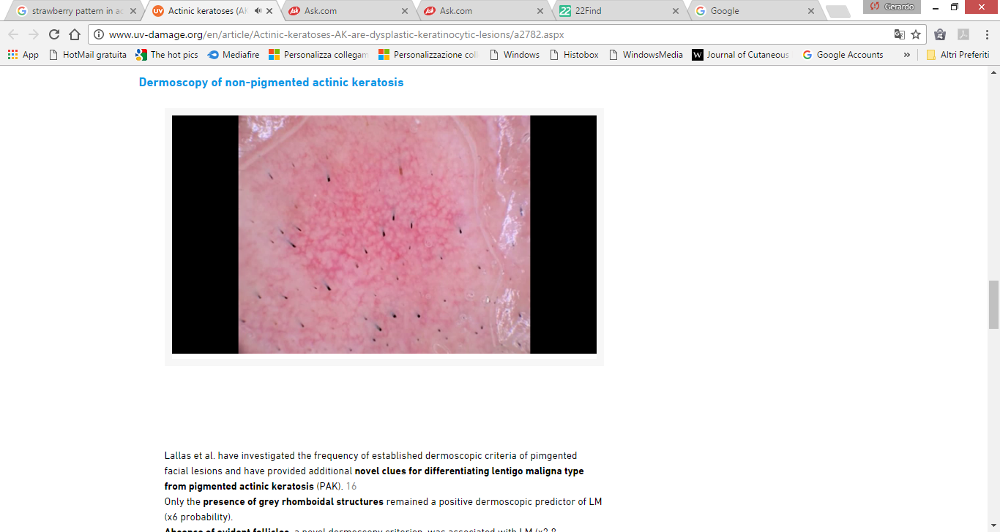 strawberry pattern in ac
Actinic keratoses (AK
Ask.com
Ask.com
22Find
Google
Gerardo
www.uv-damage.org/en/article/Actinic-keratoses-AK-are-dysplastic-keratinocytic-lesions/a2782.aspx
App
HotMail gratuita
The hot pics
Mediafire
Personalizza collegam
Personalizzazione coll
Windows
Histobox
WindowsMedia
Journal of Cutaneous
Google Accounts
»
Altri Preferiti
Dermoscopy of non-pigmented actinic keratosis
Lallas et al. have investigated the frequency of established dermoscopic criteria of pimgented
facial lesions and have provided additional novel clues for differentiating lentigo maligna type
from pigmented actinic keratosis (PAK). 16
Only the presence of grey rhomboidal structures remained a positive dermoscopic predictor of LM
(x6 probability).
Absence of evident follicles, a novel dermoscopy criterion, was associated with LM (x2.9